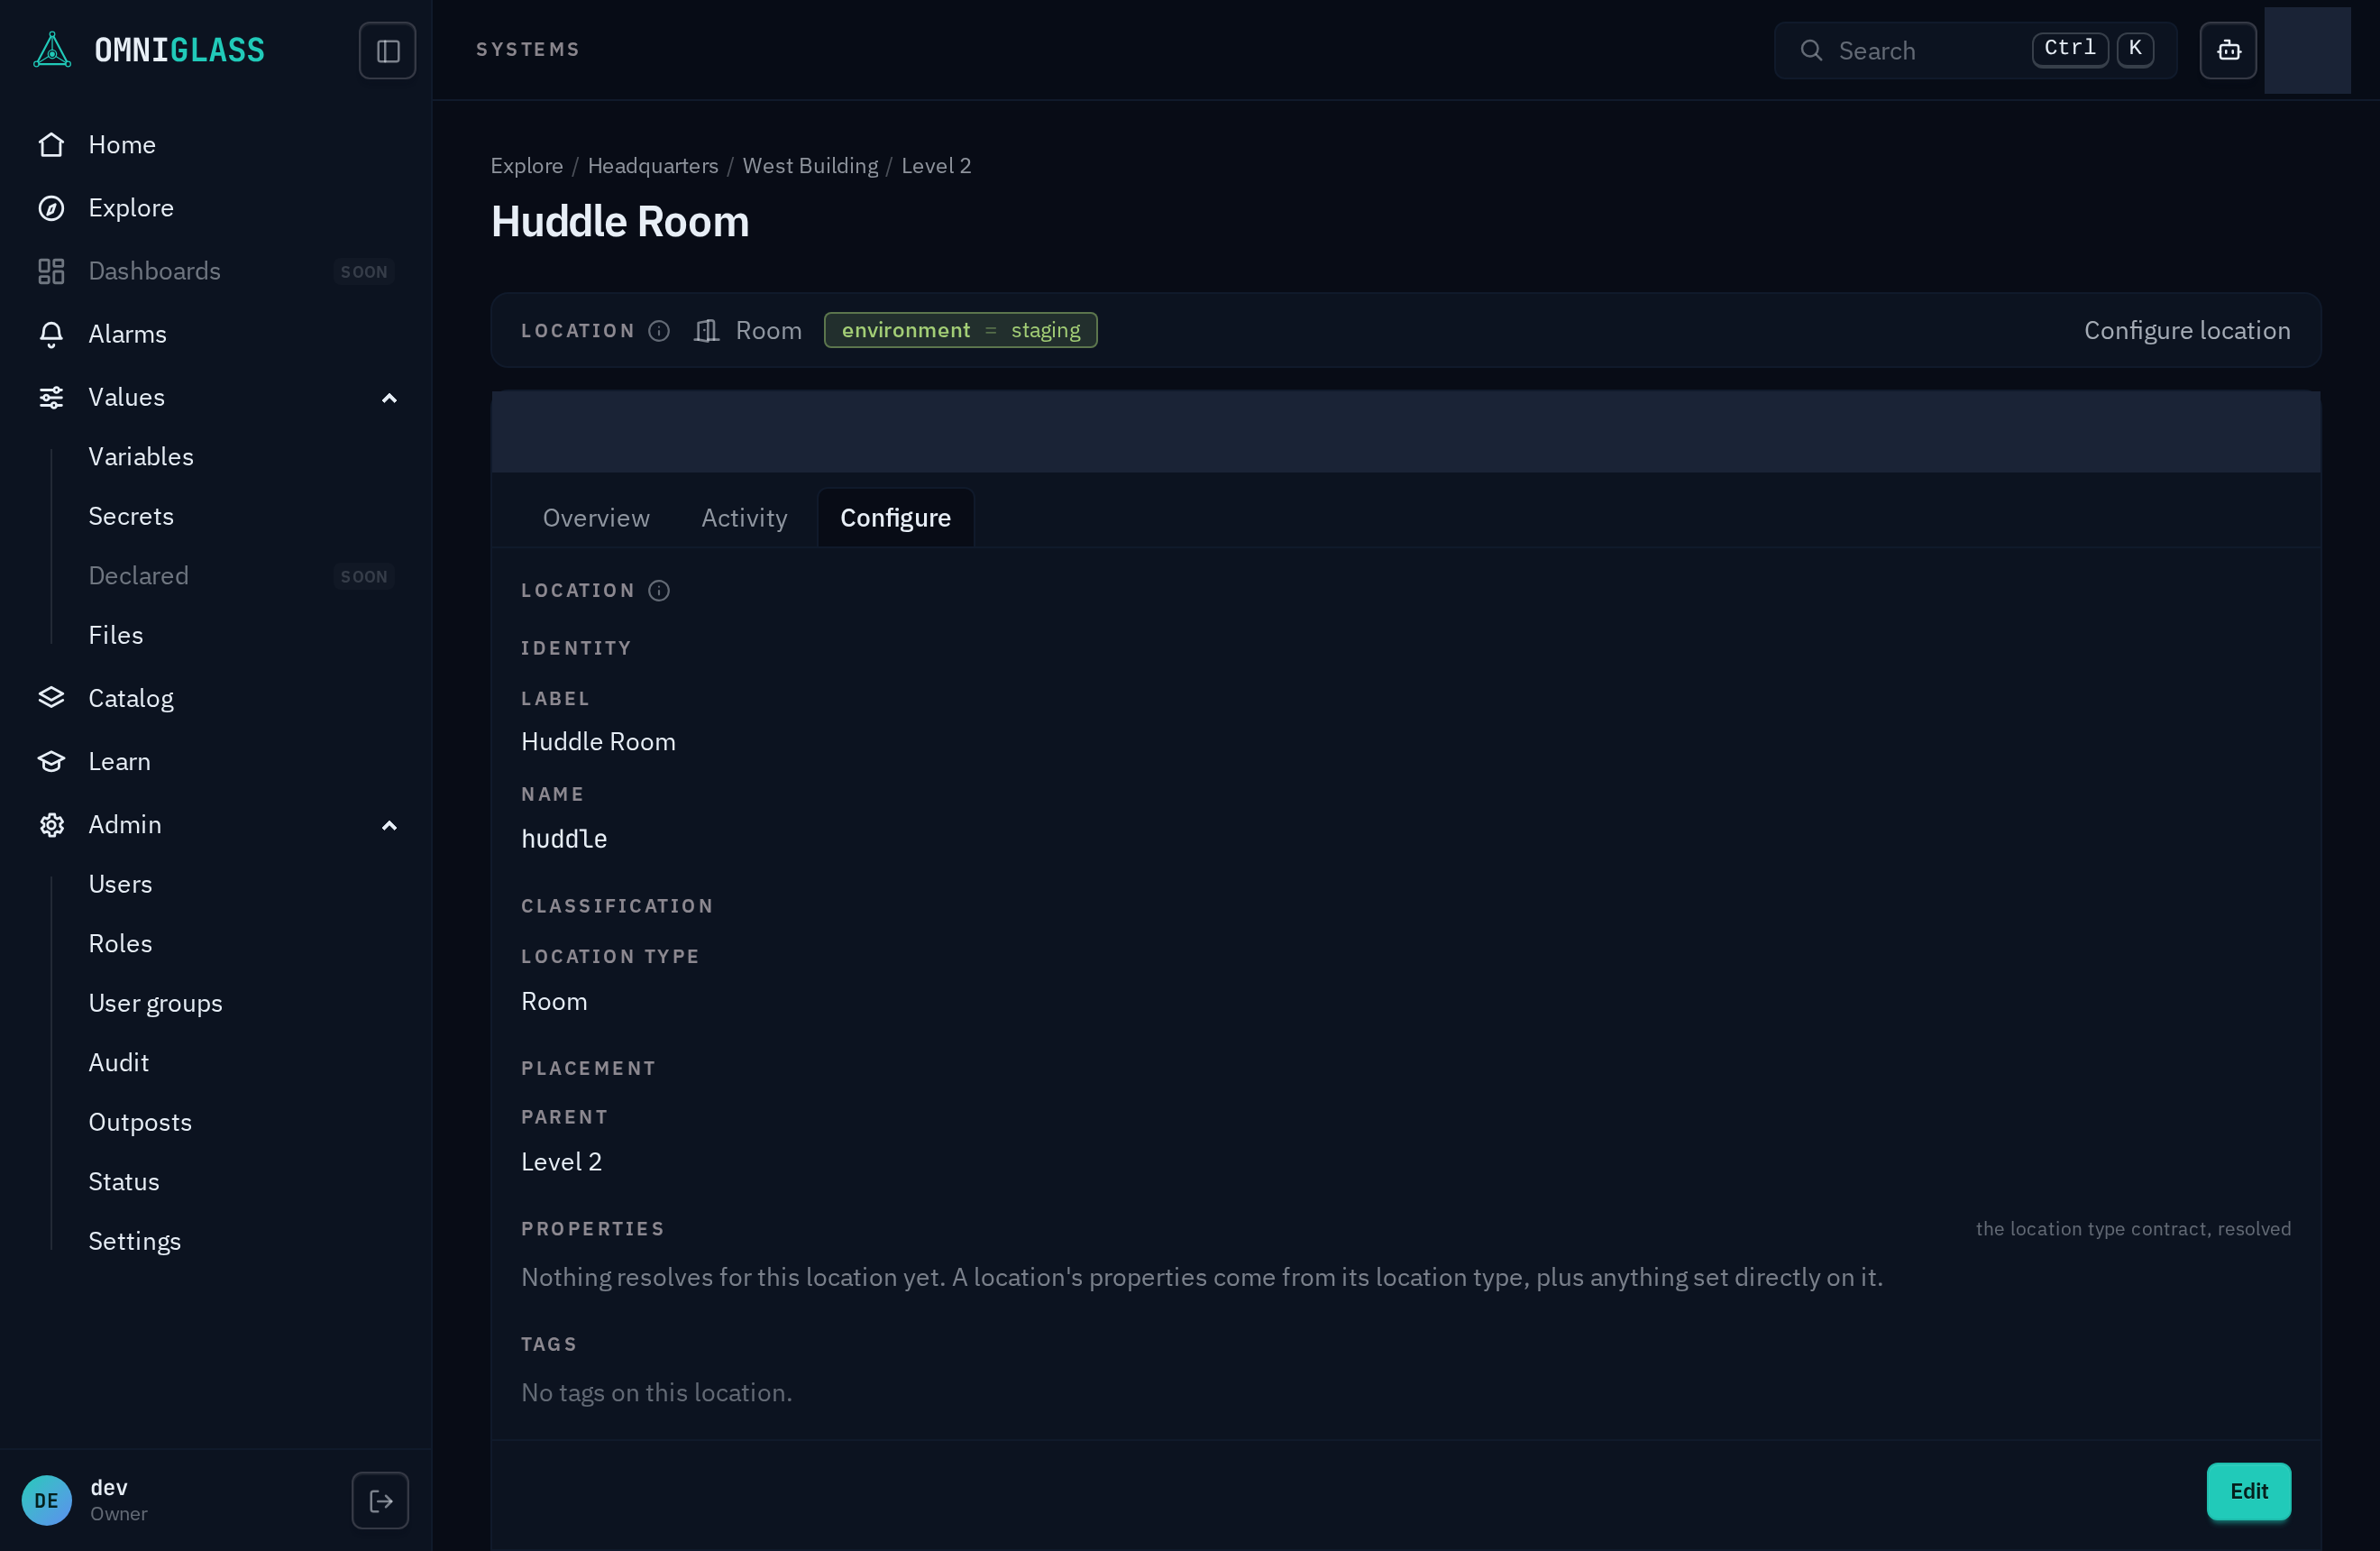 OMNIGLASS
SYSTEMS
Search Ctrl K
Home
Explore
Dashboards SOON
Alarms
Values
Variables
Secrets
Declared SOON
Files
Catalog
Learn
Admin
Users
Roles
User groups
Audit
Outposts
Status
Settings
DE dev
Owner
Explore / Headquarters / West Building / Level 2
Huddle Room
LOCATION Room environment = staging Configure location
Overview Activity Configure
LOCATION
IDENTITY
LABEL
Huddle Room
NAME
huddle
CLASSIFICATION
LOCATION TYPE
Room
PLACEMENT
PARENT
Level 2
PROPERTIES the location type contract, resolved
Nothing resolves for this location yet. A location's properties come from its location type, plus anything set directly on it.
TAGS
No tags on this location.
Edit